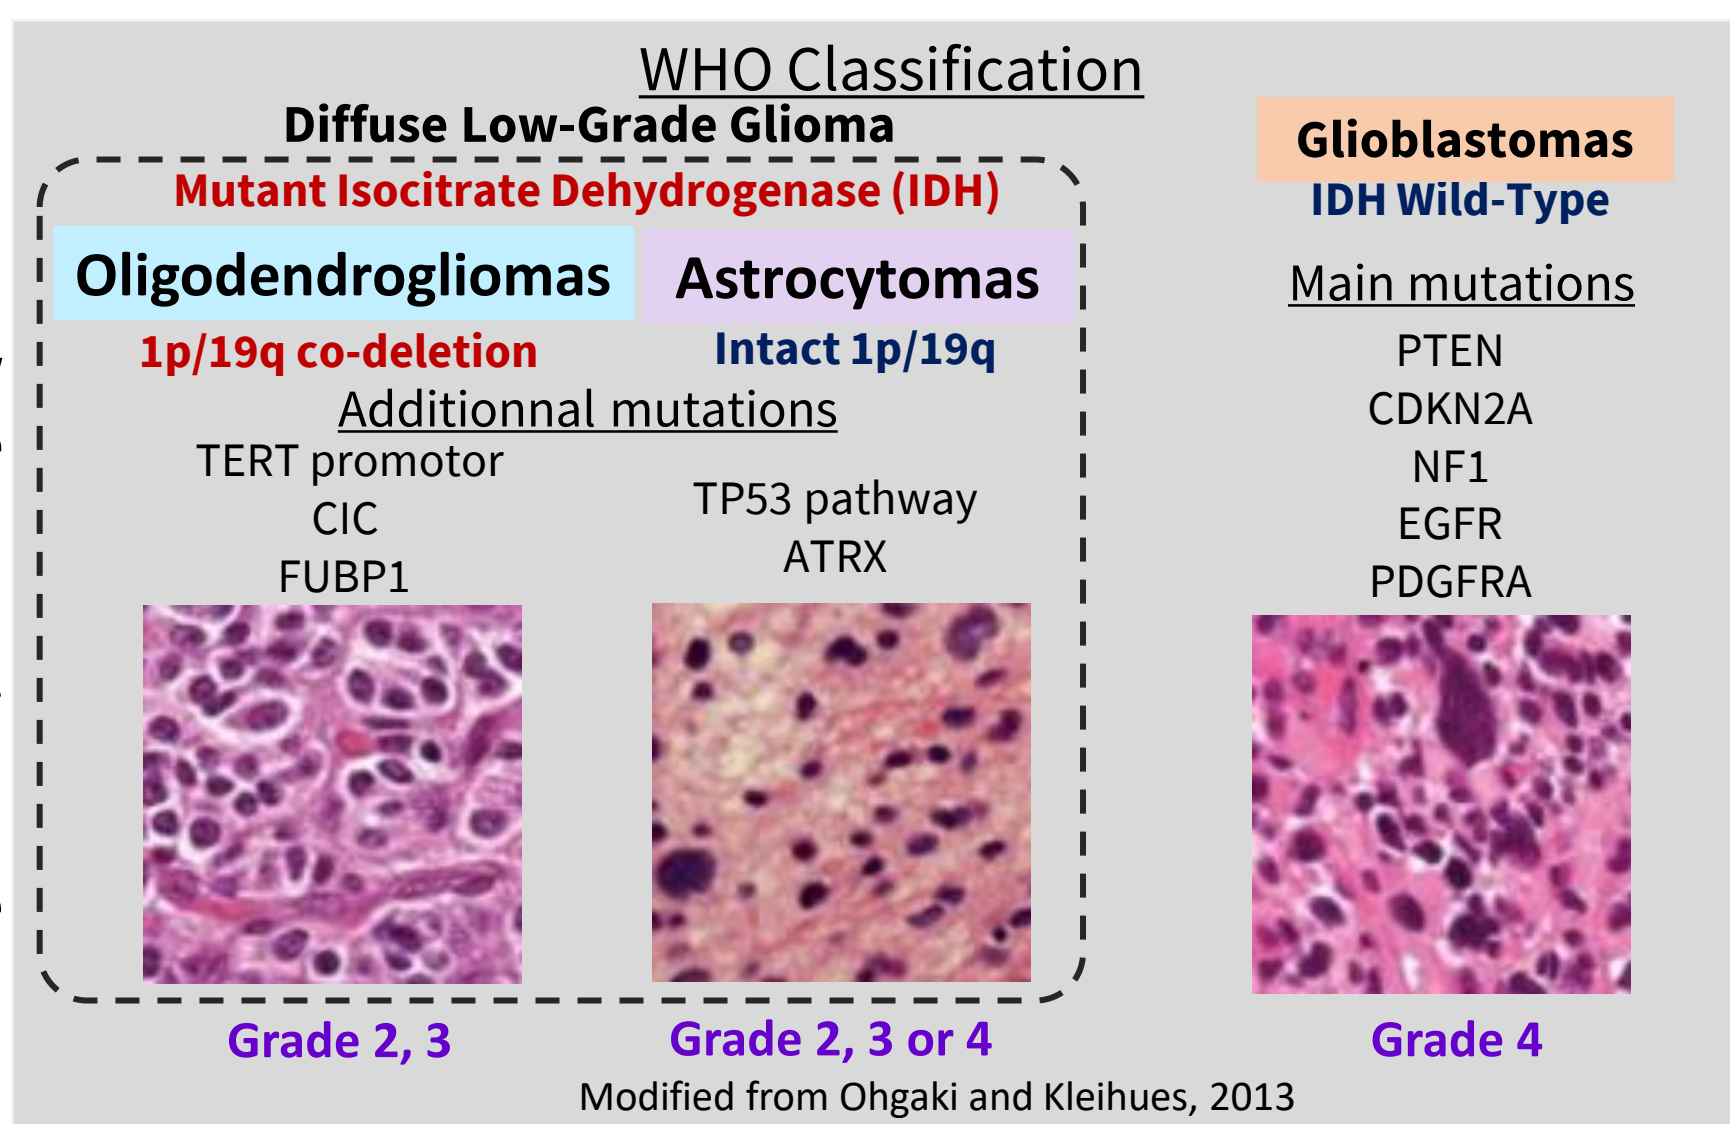 WHO Classification
Diffuse Low-Grade Glioma
Mutant Isocitrate Dehydrogenase (IDH)
Oligodendrogliomas
1p/19q co-deletion
Astrocytomas
Intact 1p/19q
Additionnal mutations
TERT promotor
CIC
FUBP1
TP53 pathway
ATRX
Grade 2, 3
Grade 2, 3 or 4
Glioblastomas
IDH Wild-Type
Main mutations
PTEN
CDKN2A
NF1
EGFR
PDGFRA
Grade 4
Modified from Ohgaki and Kleihues, 2013